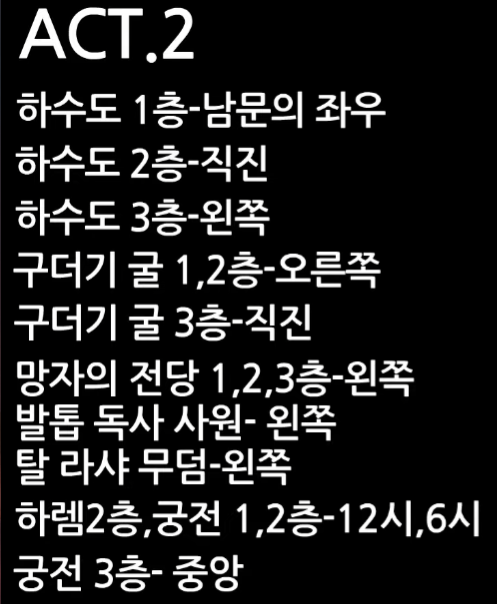 ACT.2
하수도 1층-남문의 좌우
하수도 2층-직진
하수도 3층-왼쪽
구더기 굴 1,2층-오른쪽
구더기 굴 3층-직진
망자의 전당 1,2,3층-왼쪽
발톱 독사 사원- 왼쪽
탈 라샤 무덤-왼쪽
하렘2층,궁전 1,2층-12시,6시
궁전 3층- 중앙